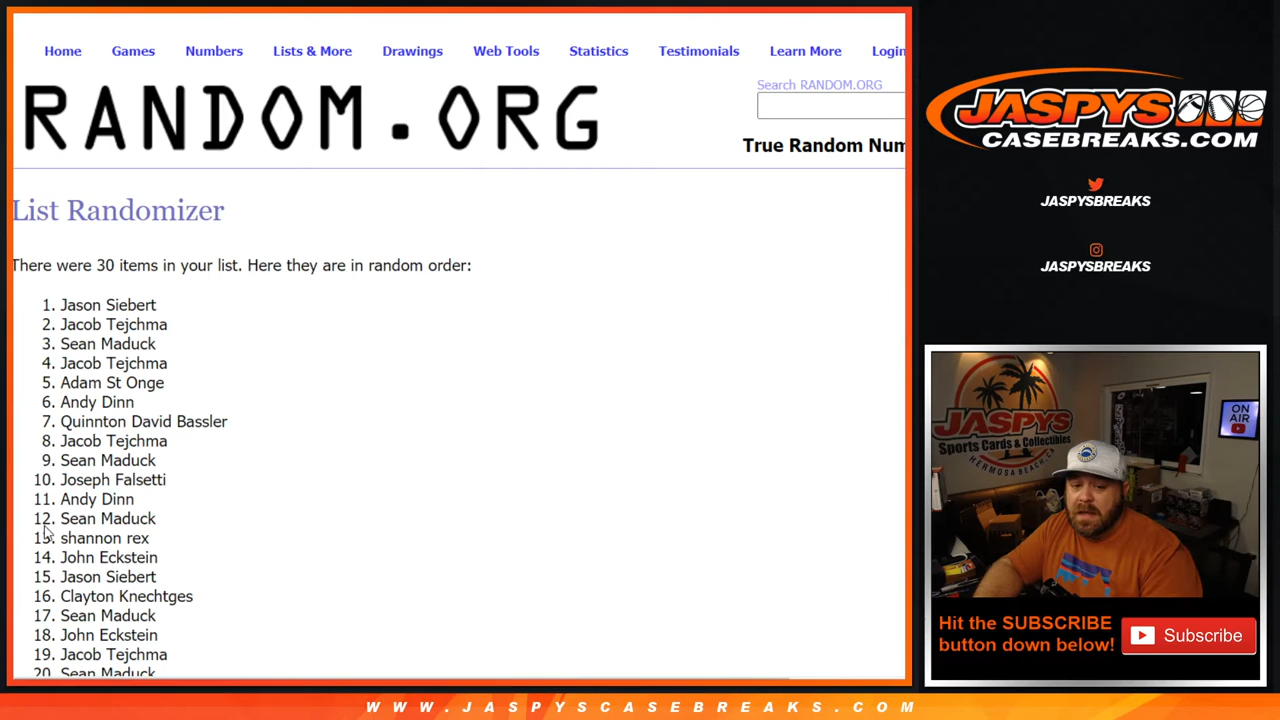 Home Games Numbers Lists & More Drawings Web Tools Statistics Testimonials Learn More Login
Search RANDOM.ORG
RANDOM.ORG
True Random Num
List Randomizer
There were 30 items in your list. Here they are in random order:
1. Jason Siebert
2. Jacob Tejchma
3. Sean Maduck
4. Jacob Tejchma
5. Adam St Onge
6. Andy Dinn
7. Quinnton David Bassler
8. Jacob Tejchma
9. Sean Maduck
10. Joseph Falsetti
11. Andy Dinn
12. Sean Maduck
13. shannon rex
14. John Eckstein
15. Jason Siebert
16. Clayton Knechtges
17. Sean Maduck
18. John Eckstein
19. Jacob Tejchma
20. Sean Maduck
JASPYS
CASEBREAKS.COM
JASPYSBREAKS
JASPYSBREAKS
JASPYS
Sports Cards & Collectibles
HERMOSA BEACH, CA
ON
AIR
Hit the SUBSCRIBE
button down below!
Subscribe
WWW.JASPYSCASEBREAKS.COM